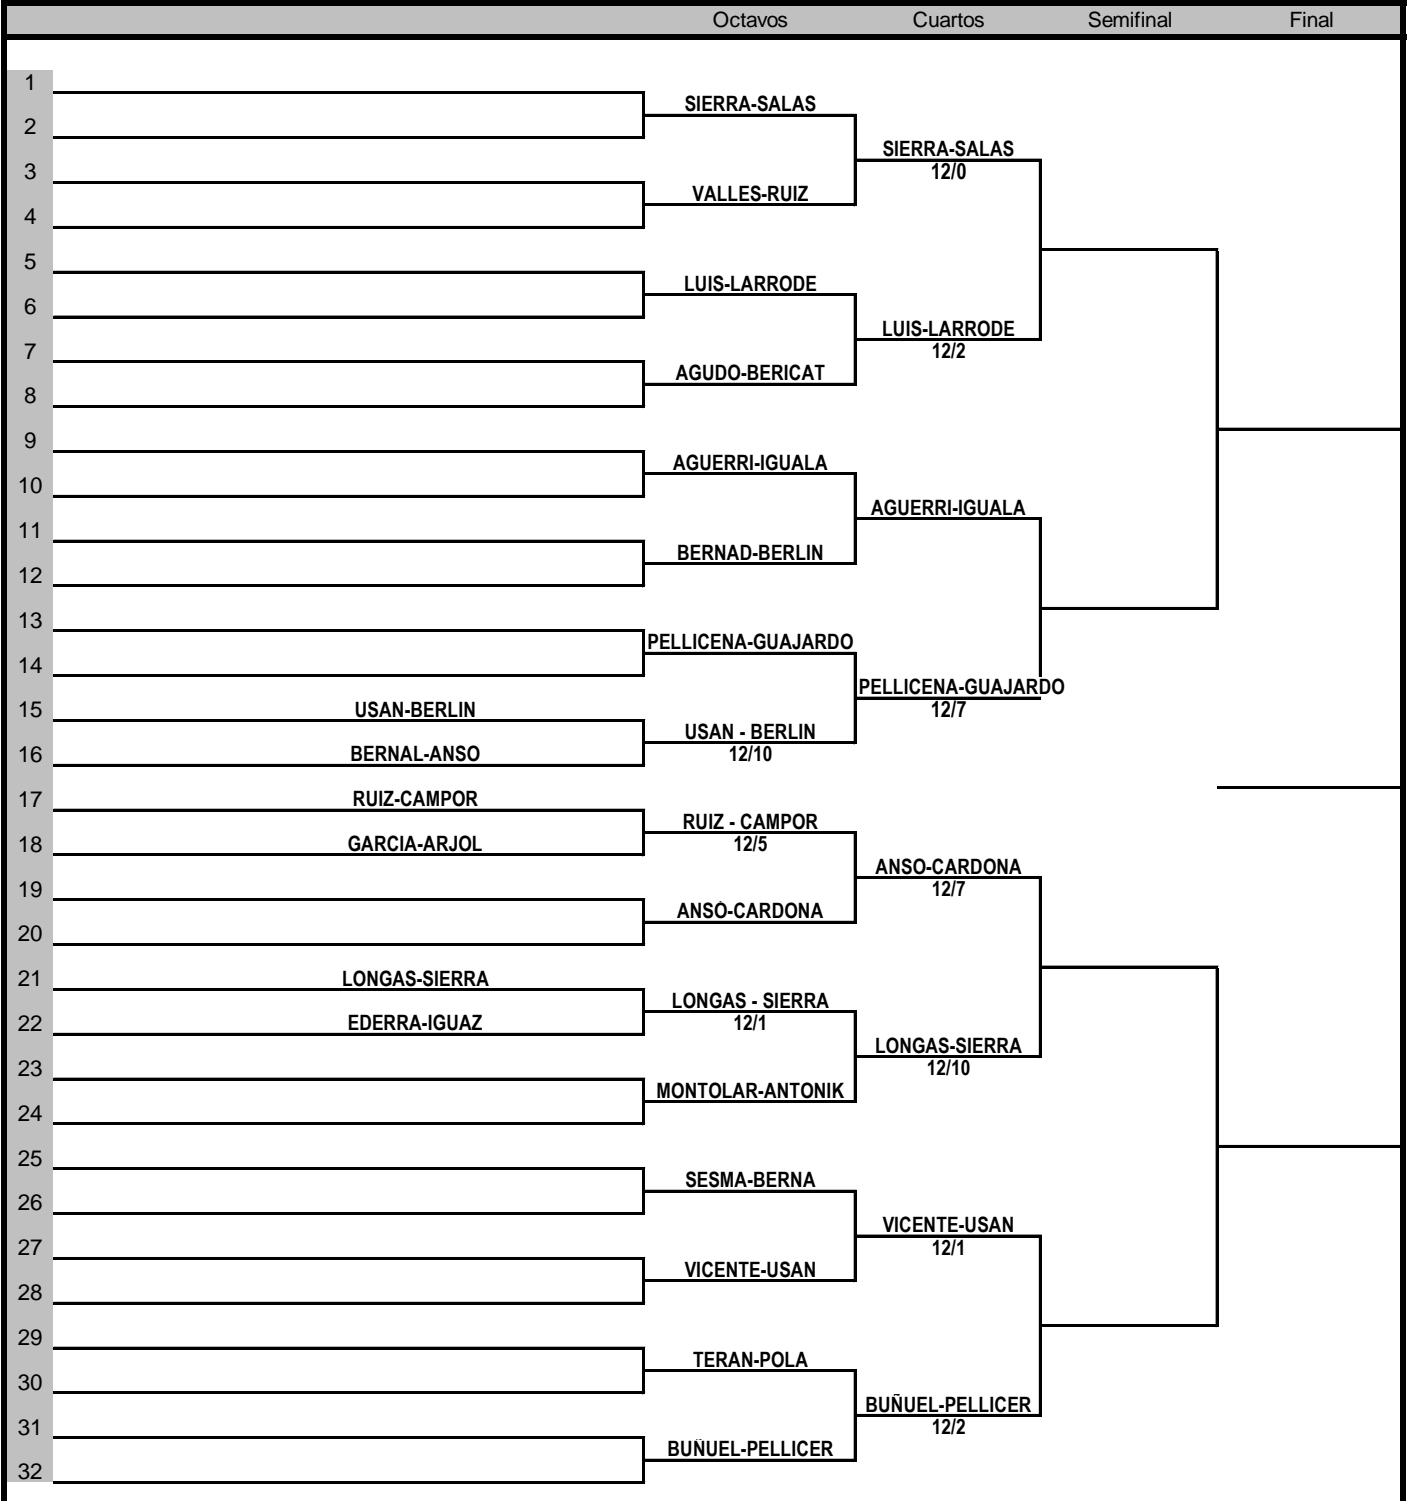 Octavos Cuartos Semifinal Final
1
SIERRA-SALAS
2
SIERRA-SALAS
3
12/0
VALLES-RUIZ
4
5
LUIS-LARRODE
6
LUIS-LARRODE
7
12/2
AGUDO-BERICAT
8
9
AGUERRI-IGUALA
10
AGUERRI-IGUALA
11
BERNAD-BERLIN
12
13
PELLICENA-GUAJARDO
14
PELLICENA-GUAJARDO
15 USAN-BERLIN 12/7
USAN - BERLIN
16 BERNAL-ANSO 12/10
17 RUIZ-CAMPOR
RUIZ - CAMPOR
18 GARCIA-ARJOL 12/5
ANSO-CARDONA
19 12/7
ANSÓ-CARDONA
20
21 LONGAS-SIERRA
LONGAS - SIERRA
22 EDERRA-IGUAZ 12/1
LONGAS-SIERRA
23 12/10
MONTOLAR-ANTONIK
24
25
SESMA-BERNA
26
VICENTE-USAN
27 12/1
VICENTE-USAN
28
29
TERAN-POLA
30
BUÑUEL-PELLICER
31 12/2
BUÑUEL-PELLICER
32